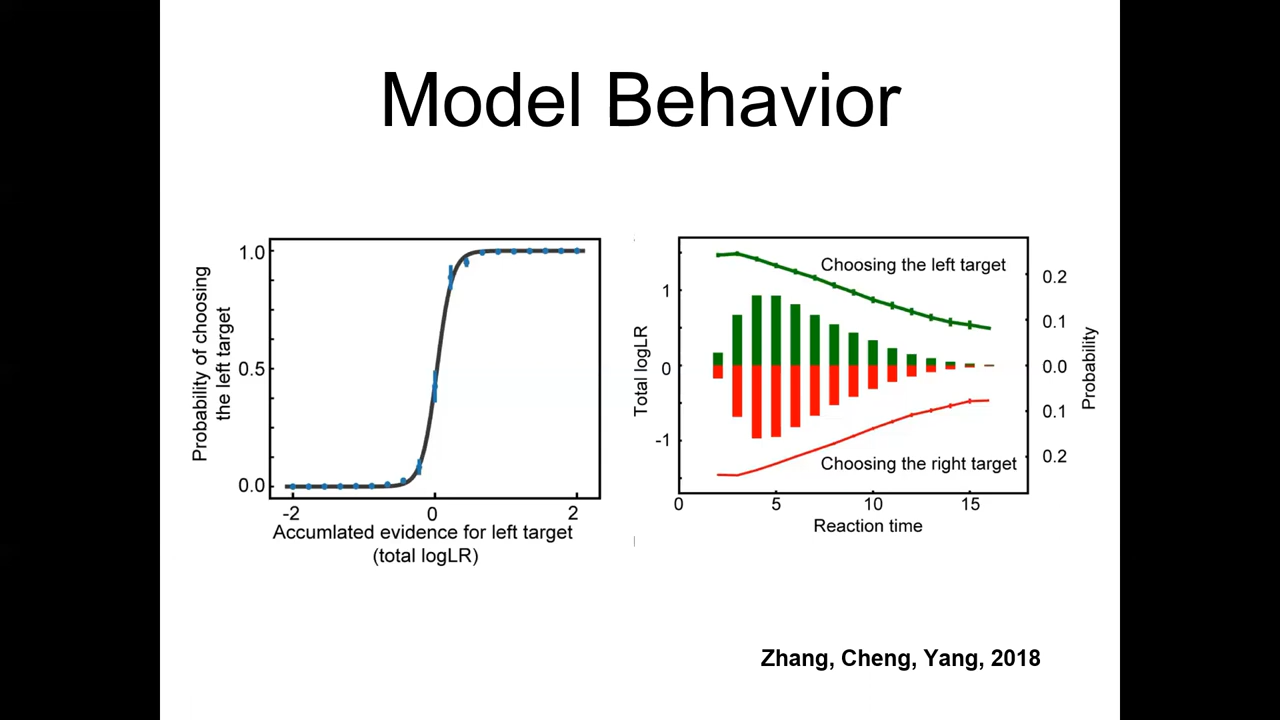 Model Behavior
Probability of choosing
the left target
1.0
0.5
0.0
-2
0
2
Accumlated evidence for left target
(total logLR)
Total logLR
1
0
-1
Choosing the left target
Choosing the right target
0.2
0.1
0.0
0.1
0.2
Probability
0
5
10
15
Reaction time
Zhang, Cheng, Yang, 2018